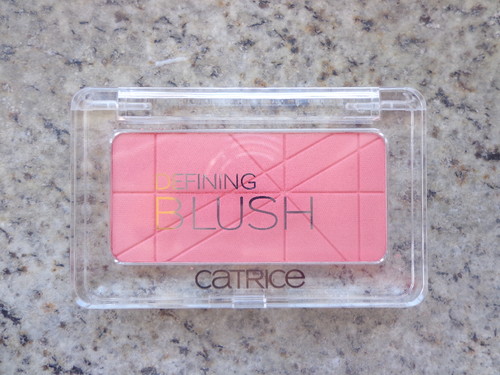 DEFINING
BLUSH
CATRICE